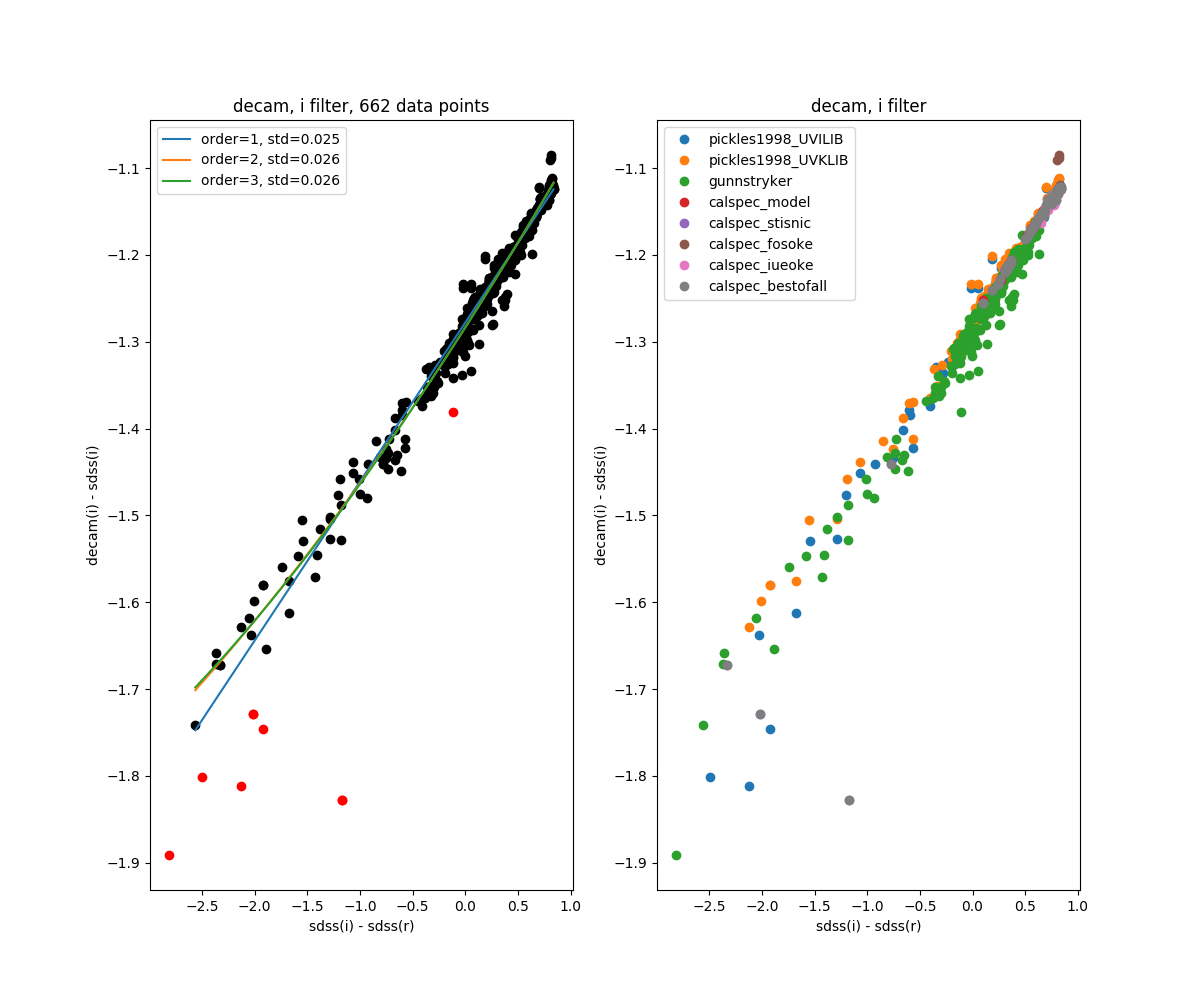 decam, i filter, 662 data points
order=1, std=0.025
order=2, std=0.026
order=3, std=0.026
−1.1
−1.2
−1.3
−1.4
−1.5
−1.6
−1.7
−1.8
−1.9
decam(i) - sdss(i)
−2.5 −2.0 −1.5 −1.0 −0.5 0.0 0.5 1.0
sdss(i) - sdss(r)
decam, i filter
pickles1998_UVILIB
pickles1998_UVKLIB
gunnstryker
calspec_model
calspec_stisnic
calspec_fosoke
calspec_iueoke
calspec_bestofall
−1.1
−1.2
−1.3
−1.4
−1.5
−1.6
−1.7
−1.8
−1.9
decam(i) - sdss(i)
−2.5 −2.0 −1.5 −1.0 −0.5 0.0 0.5 1.0
sdss(i) - sdss(r)